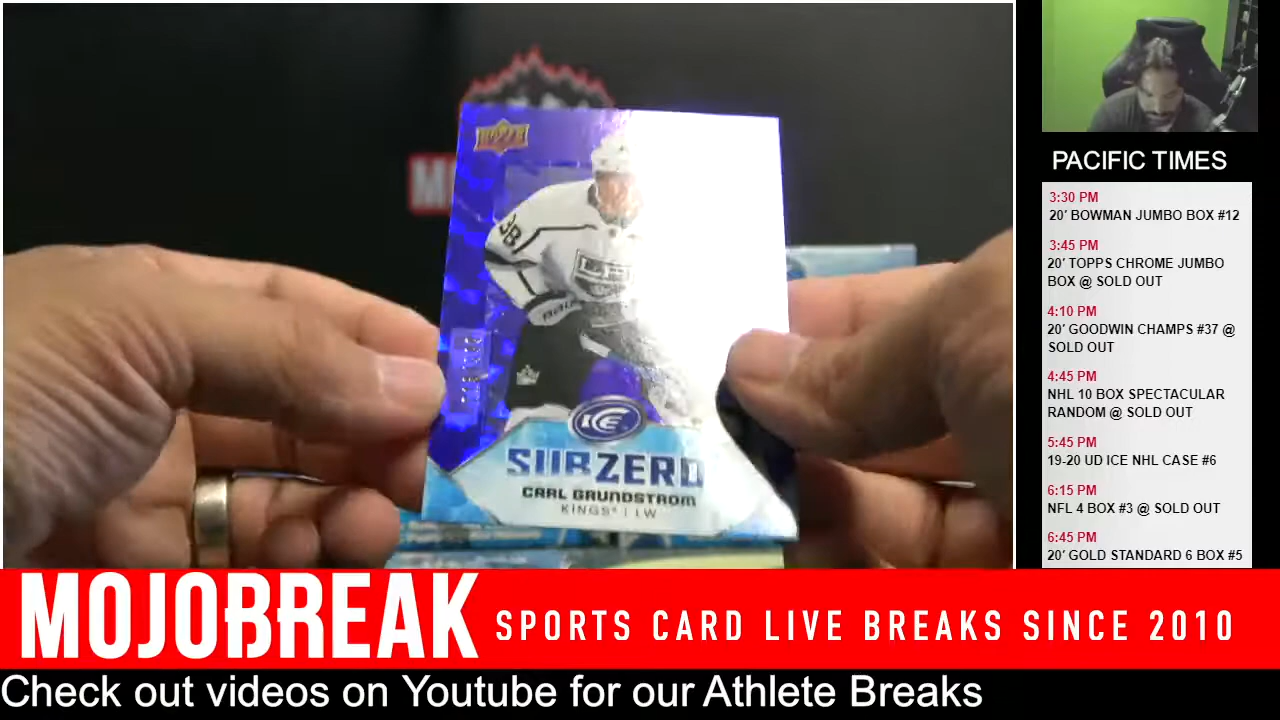 UPPER DECK
38
ICE
SUBZERO
CARL GRUNDSTROM
KINGS | LW
PACIFIC TIMES
3:30 PM
20' BOWMAN JUMBO BOX #12
3:45 PM
20' TOPPS CHROME JUMBO
BOX @ SOLD OUT
4:10 PM
20' GOODWIN CHAMPS #37 @
SOLD OUT
4:45 PM
NHL 10 BOX SPECTACULAR
RANDOM @ SOLD OUT
5:45 PM
19-20 UD ICE NHL CASE #6
6:15 PM
NFL 4 BOX #3 @ SOLD OUT
6:45 PM
20' GOLD STANDARD 6 BOX #5
MOJOBREAK SPORTS CARD LIVE BREAKS SINCE 2010
Check out videos on Youtube for our Athlete Breaks